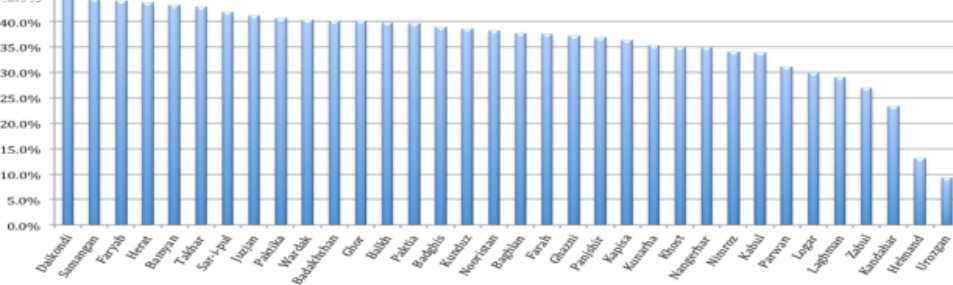 40.0%
35.0%
30.0%
25.0%
20.0%
15.0%
10.0%
5.0%
0.0%
Daikondi
Samangan
Faryab
Herat
Bamyan
Takhar
Sar-i-pal
Juzjan
Paktika
Wardak
Badakhshan
Ghor
Balkh
Paktia
Badghis
Kunduz
Nooristan
Baghlan
Farah
Ghazni
Panjshir
Kapisa
Kunarha
Khost
Nangerhar
Nimroz
Kabul
Parwan
Logar
Laghman
Zabul
Kandahar
Helmand
Urozgan